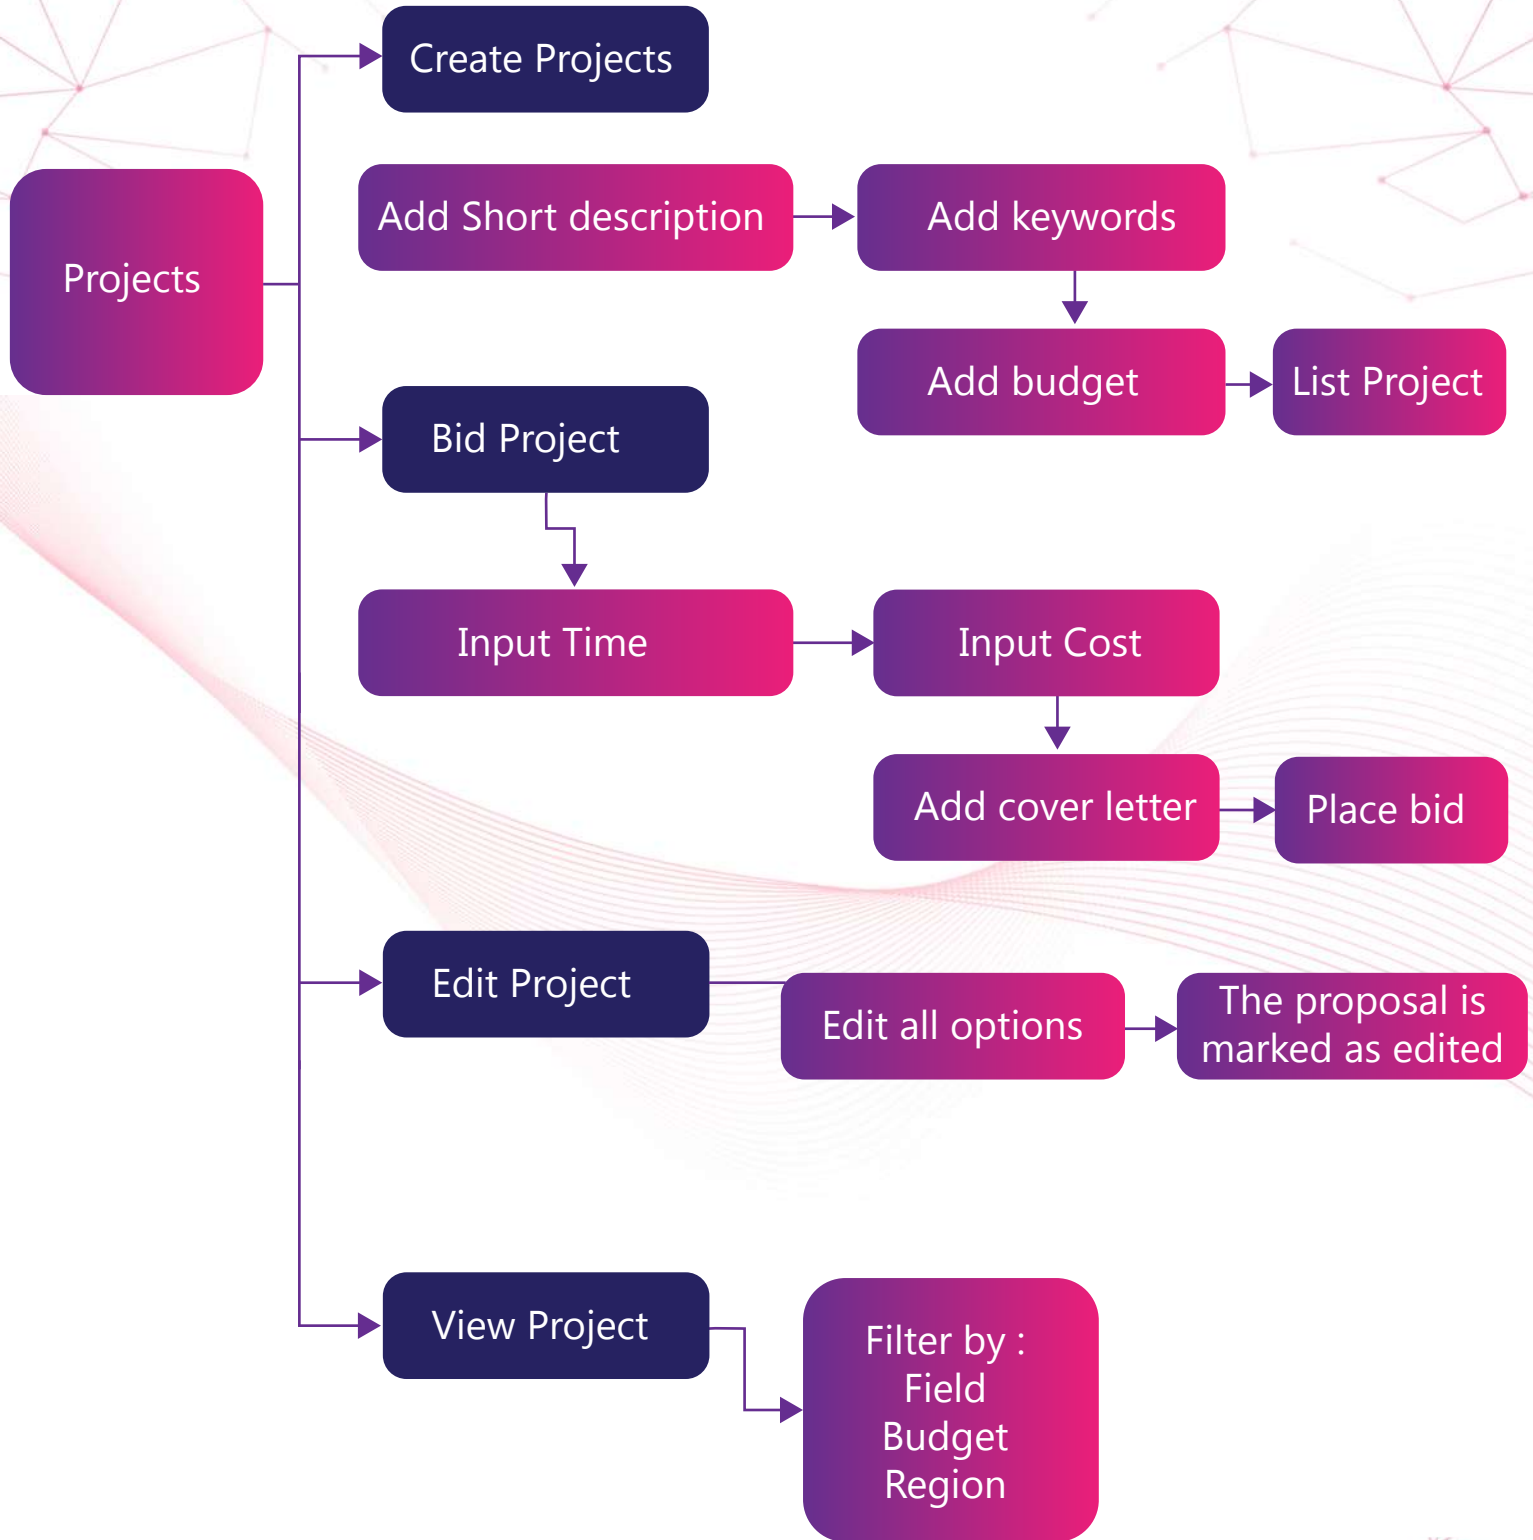 Create Projects
Projects
Add Short description
Add keywords
Add budget
List Project
Bid Project
Input Time
Input Cost
Add cover letter
Place bid
Edit Project
Edit all options
The proposal is
marked as edited
View Project
Filter by :
Field
Budget
Region